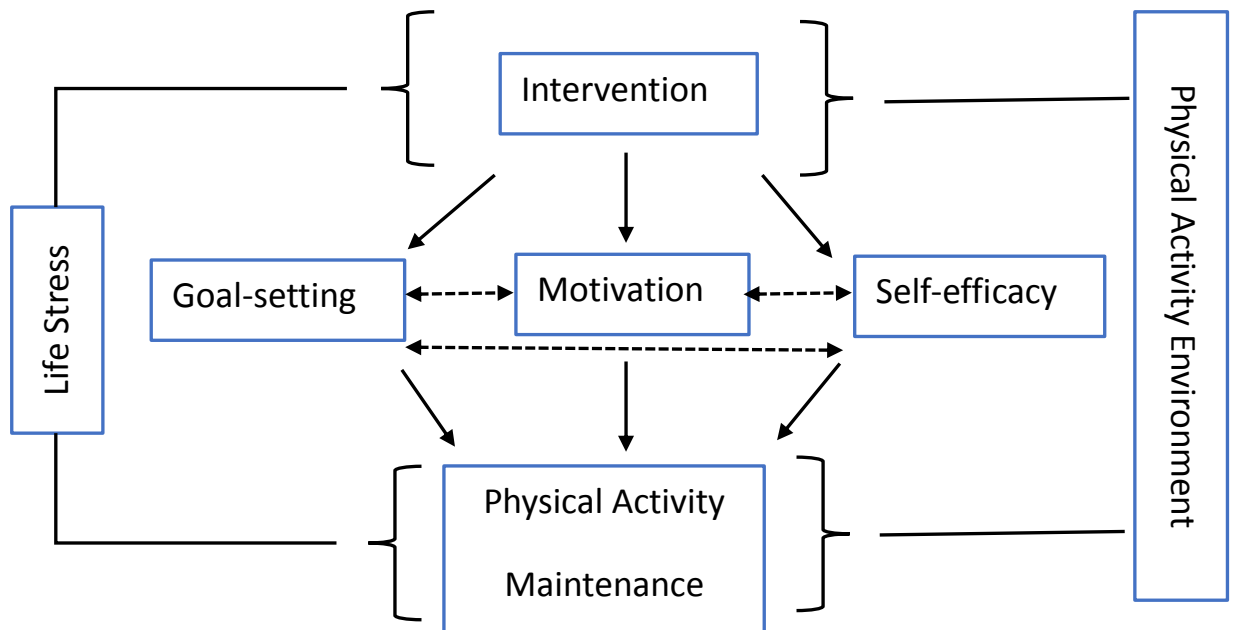 Intervention
Physical Activity Environment
Life Stress
Goal-setting
Motivation
Self-efficacy
Physical Activity
Maintenance